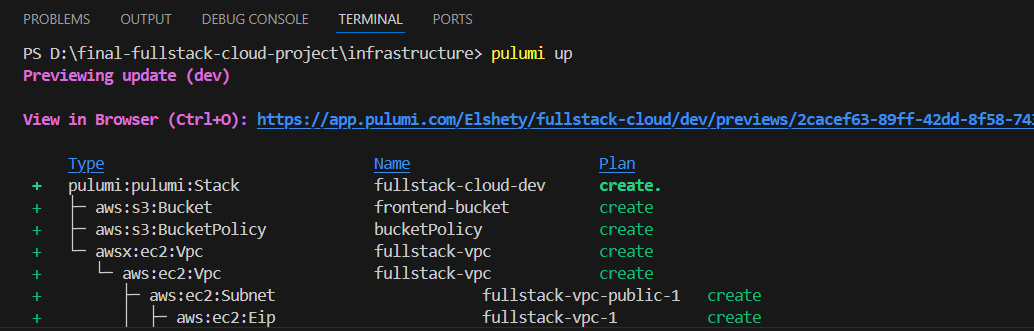 PROBLEMS OUTPUT DEBUG CONSOLE TERMINAL PORTS
PS D:\final-fullstack-cloud-project\infrastructure> pulumi up
Previewing update (dev)
View in Browser (Ctrl+O): https://app.pulumi.com/Elshety/fullstack-cloud/dev/previews/2cacef63-89ff-42dd-8f58-743
Type Name Plan
+ pulumi:pulumi:Stack fullstack-cloud-dev create.
+ ├─ aws:s3:Bucket frontend-bucket create
+ ├─ aws:s3:BucketPolicy bucketPolicy create
+ └─ awsx:ec2:Vpc fullstack-vpc create
+ └─ aws:ec2:Vpc fullstack-vpc create
+ ├─ aws:ec2:Subnet fullstack-vpc-public-1 create
+ │ ├─ aws:ec2:Eip fullstack-vpc-1 create